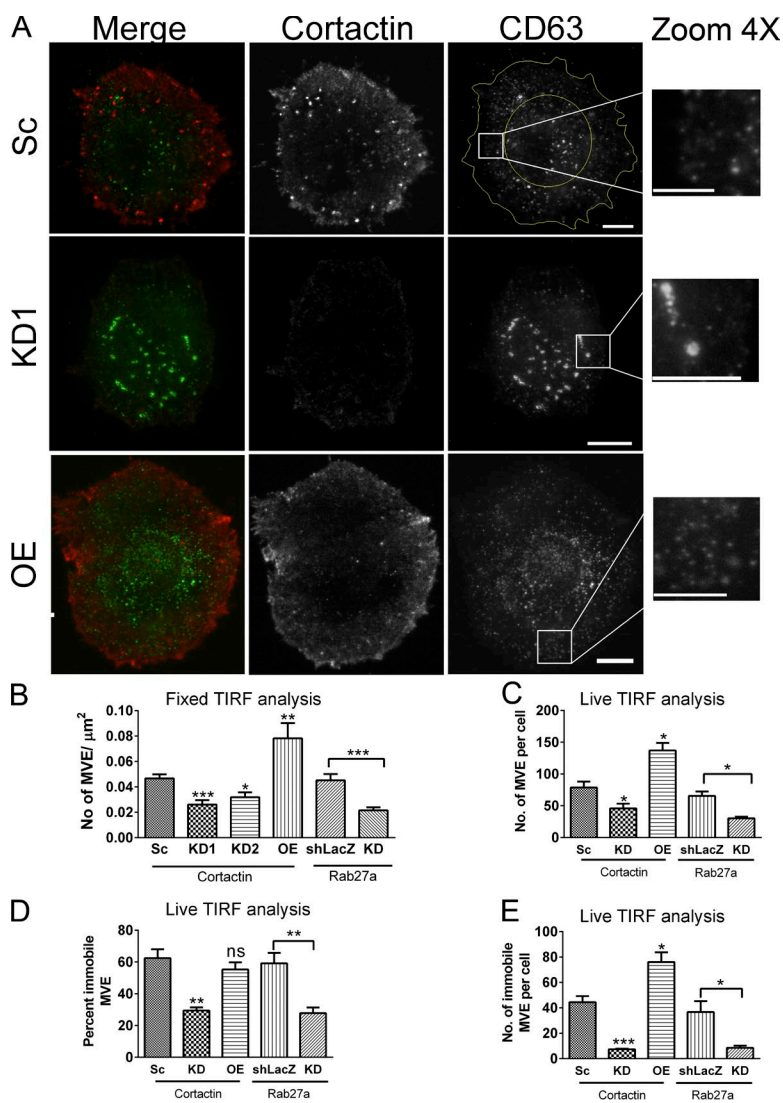 A
Merge Cortactin CD63 Zoom 4X
Sc
KD1
OE
B
Fixed TIRF analysis
No of MVE/ μm2
0.10
0.08
0.06
0.04
0.02
0.00
*** * ** ***
Sc KD1 KD2 OE shLacZ KD
Cortactin Rab27a
C
Live TIRF analysis
No. of MVE per cell
200
150
100
50
0
* * *
Sc KD OE shLacZ KD
Cortactin Rab27a
D
Live TIRF analysis
Percent immobile
MVE
80
60
40
20
0
** ns **
Sc KD OE shLacZ KD
Cortactin Rab27a
E
Live TIRF analysis
No. of immobile
MVE per cell
100
80
60
40
20
0
*** * *
Sc KD OE shLacZ KD
Cortactin Rab27a